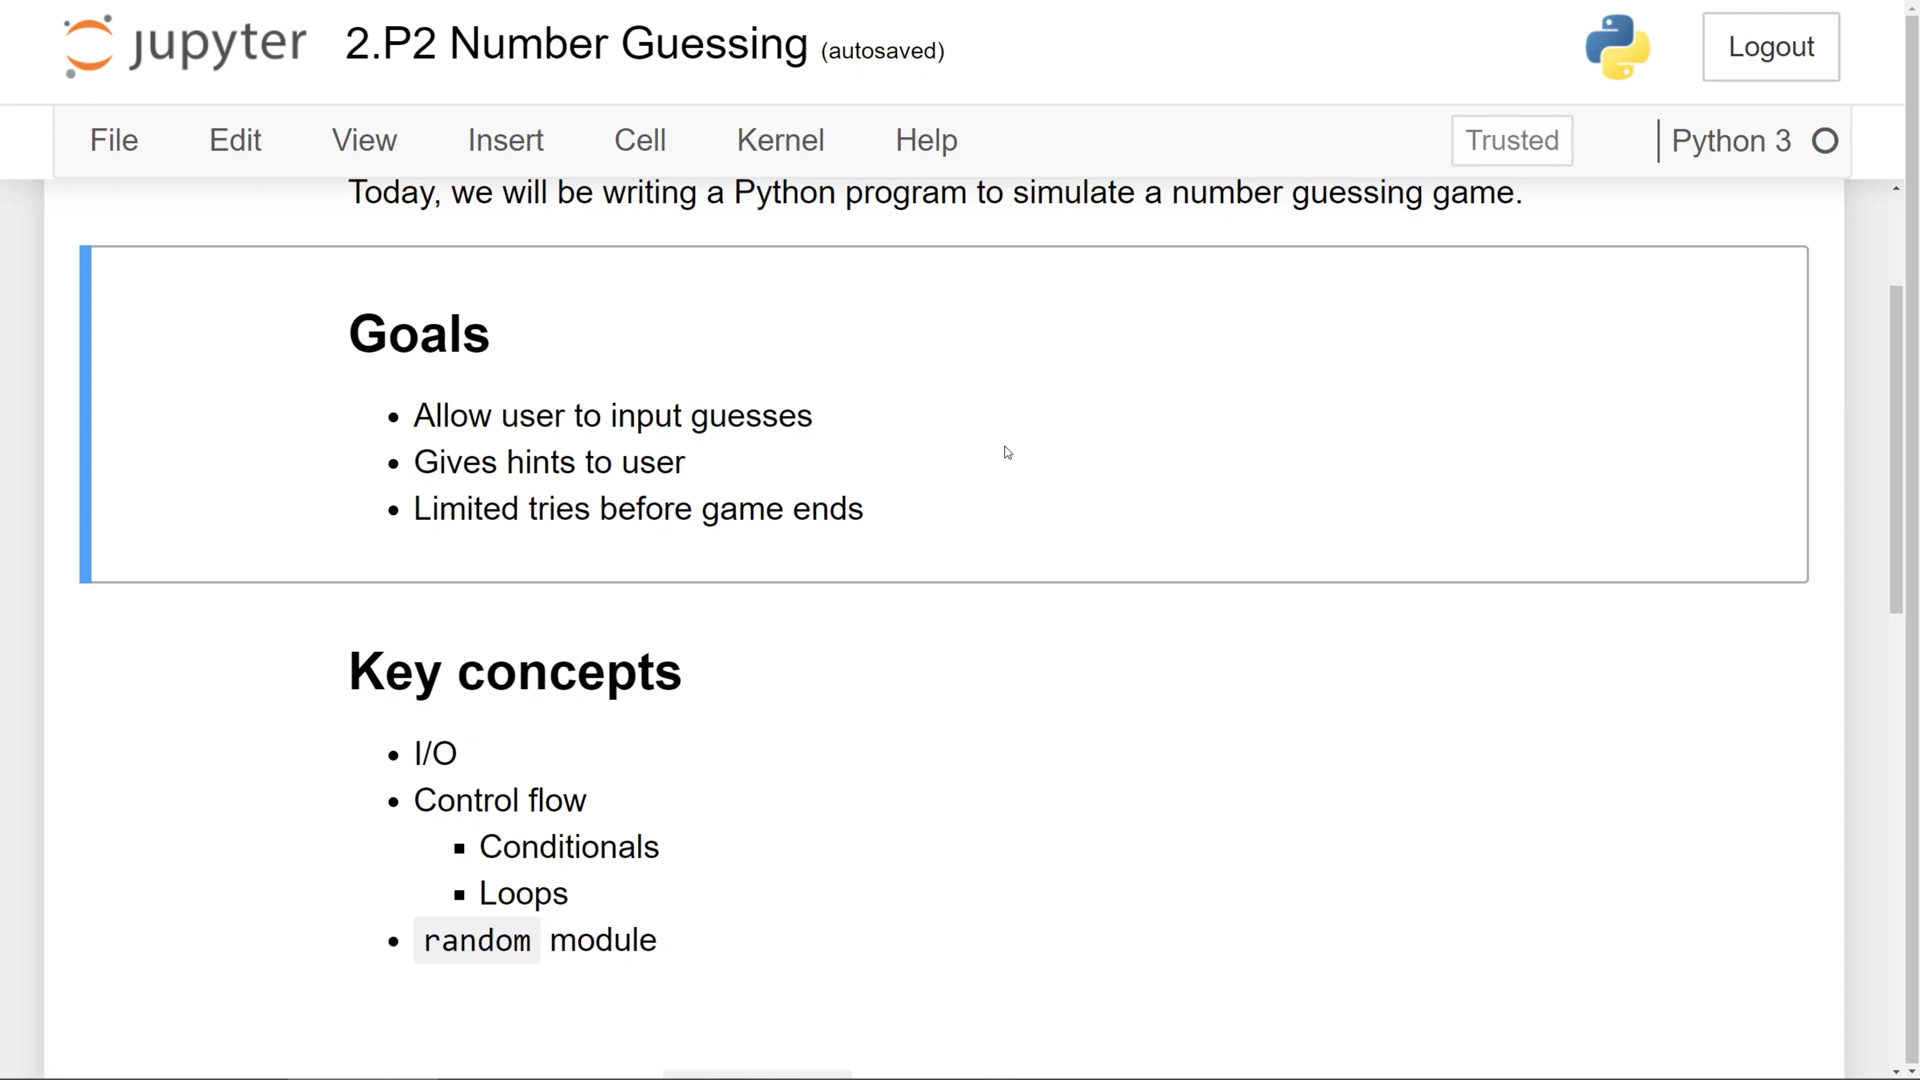 jupyter 2.P2 Number Guessing (autosaved) Logout
File Edit View Insert Cell Kernel Help Trusted Python 3
Today, we will be writing a Python program to simulate a number guessing game.
Goals
Allow user to input guesses
Gives hints to user
Limited tries before game ends
Key concepts
I/O
Control flow
Conditionals
Loops
random module